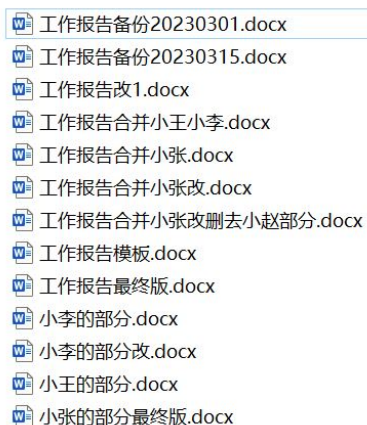 工作报告备份20230301.docx
工作报告备份20230315.docx
工作报告改1.docx
工作报告合并小王小李.docx
工作报告合并小张.docx
工作报告合并小张改.docx
工作报告合并小张改删去小赵部分.docx
工作报告模板.docx
工作报告最终版.docx
小李的部分.docx
小李的部分改.docx
小王的部分.docx
小张的部分最终版.docx